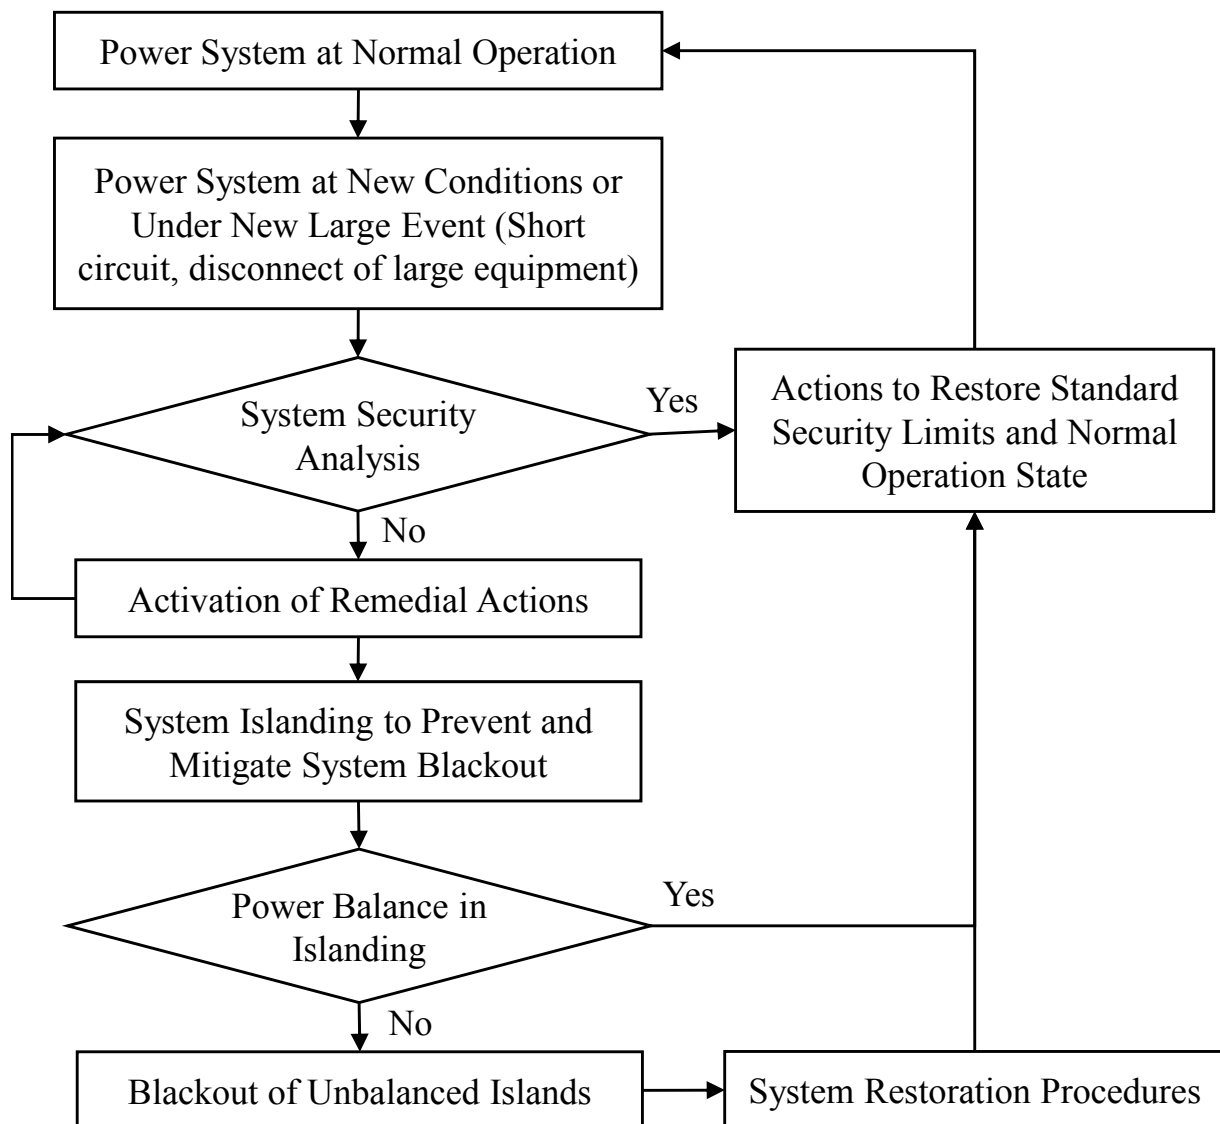 Power System at Normal Operation
Power System at New Conditions or
Under New Large Event (Short
circuit, disconnect of large equipment)
System Security
Analysis
Yes
Actions to Restore Standard
Security Limits and Normal
Operation State
No
Activation of Remedial Actions
System Islanding to Prevent and
Mitigate System Blackout
Power Balance in
Islanding
Yes
No
Blackout of Unbalanced Islands
System Restoration Procedures